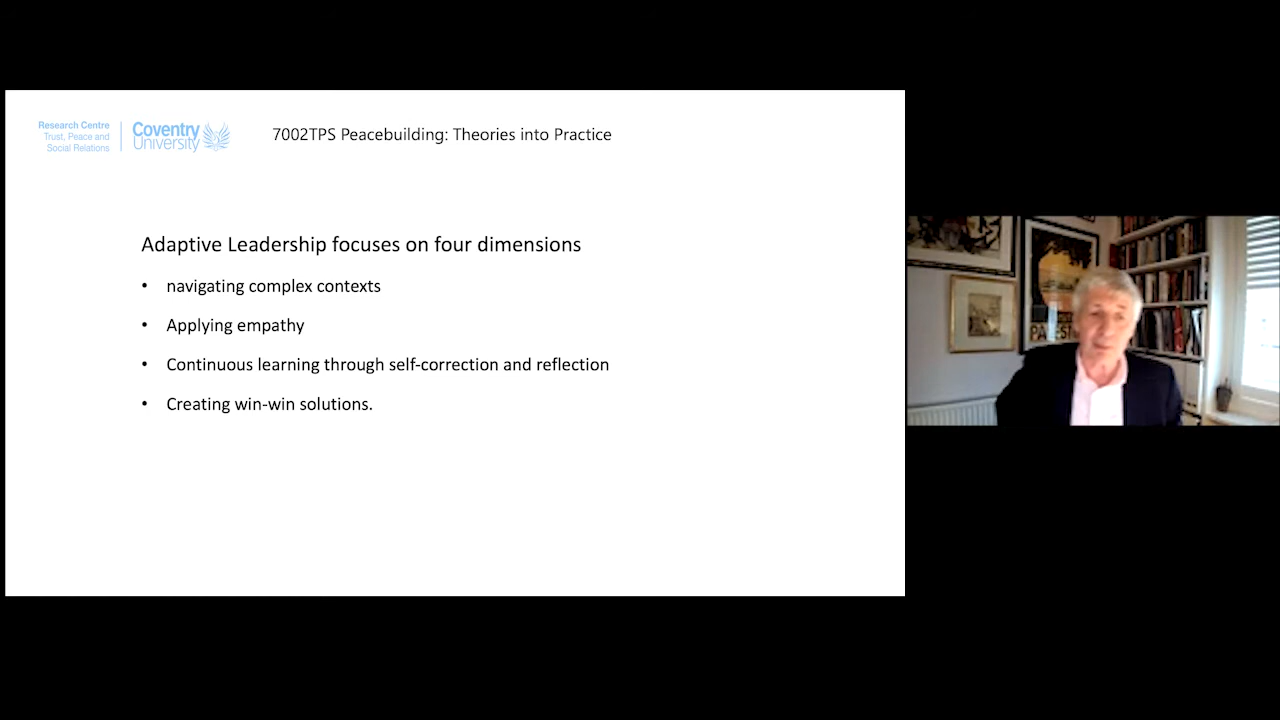 Research Centre
Trust, Peace and
Social Relations
Coventry
University
7002TPS Peacebuilding: Theories into Practice
Adaptive Leadership focuses on four dimensions
• navigating complex contexts
• Applying empathy
• Continuous learning through self-correction and reflection
• Creating win-win solutions.